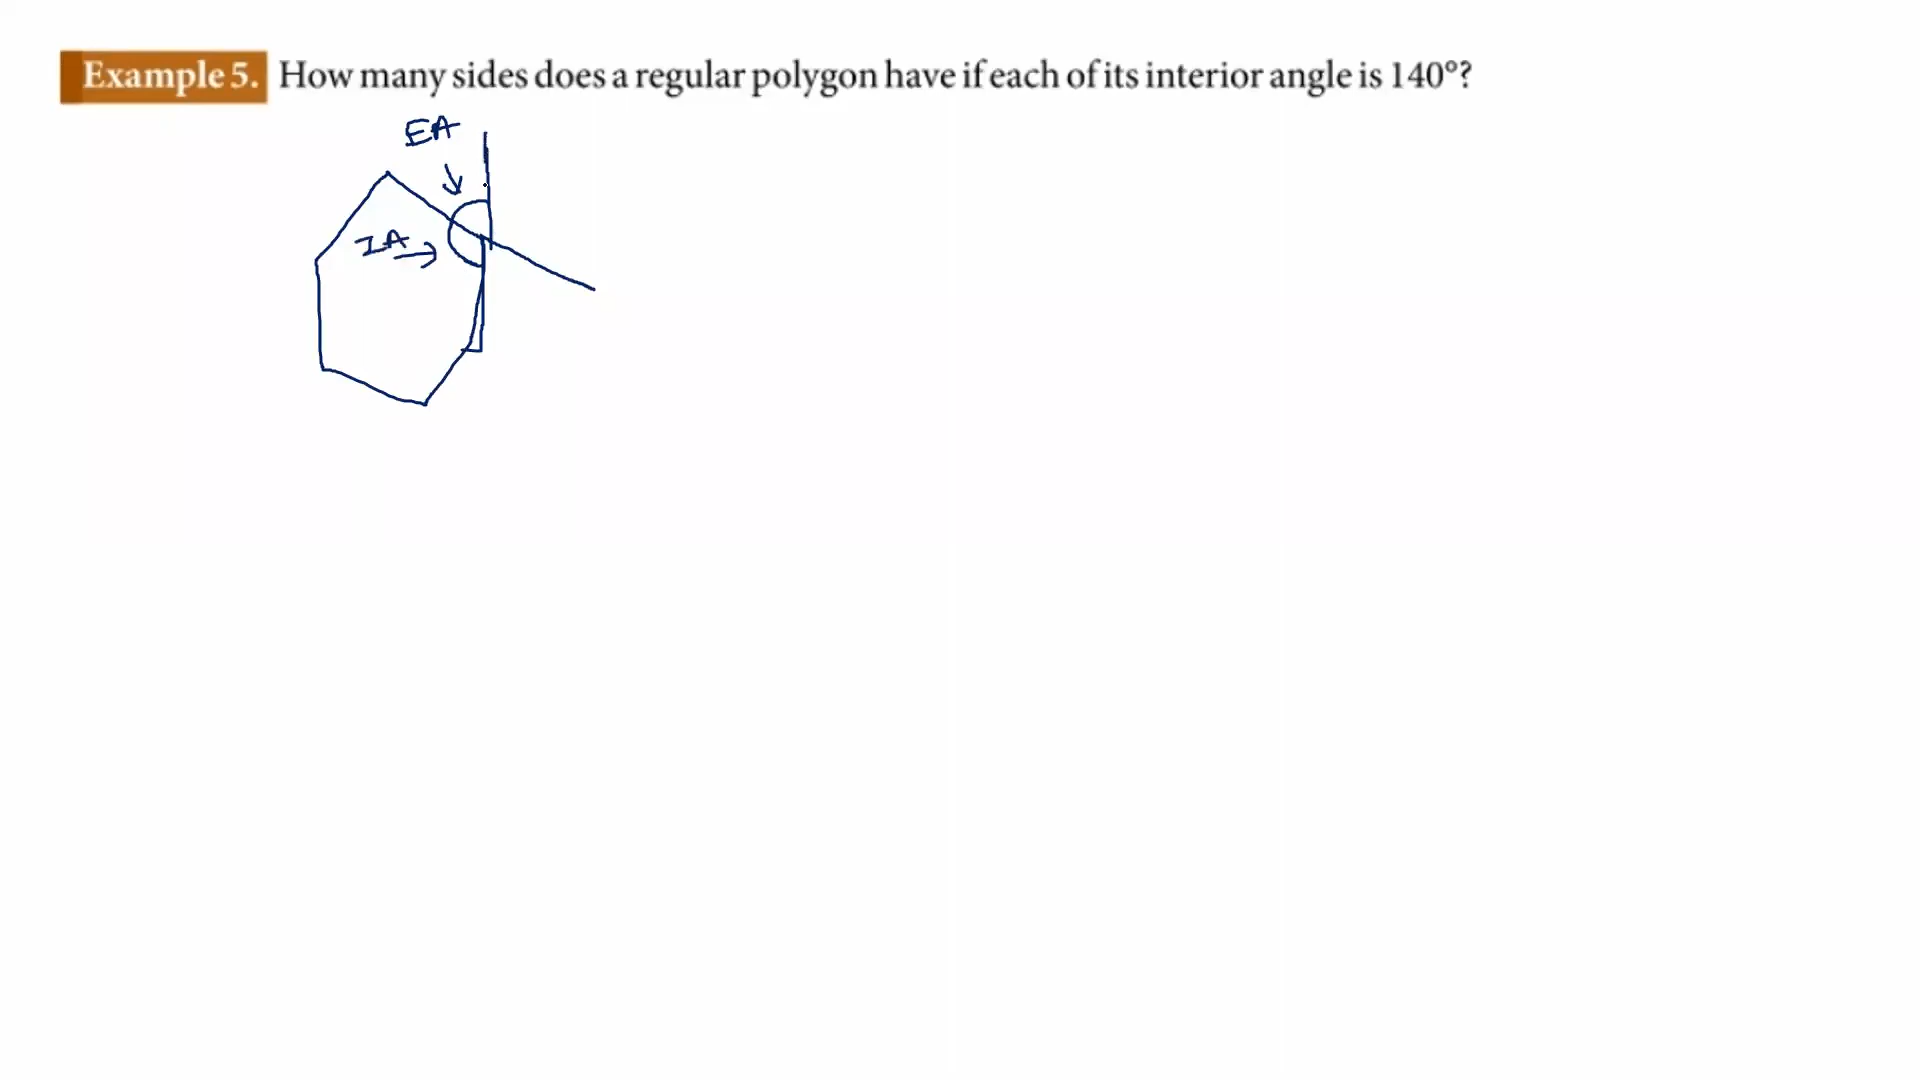 Example 5. How many sides does a regular polygon have if each of its interior angle is 140°?
EA
IA